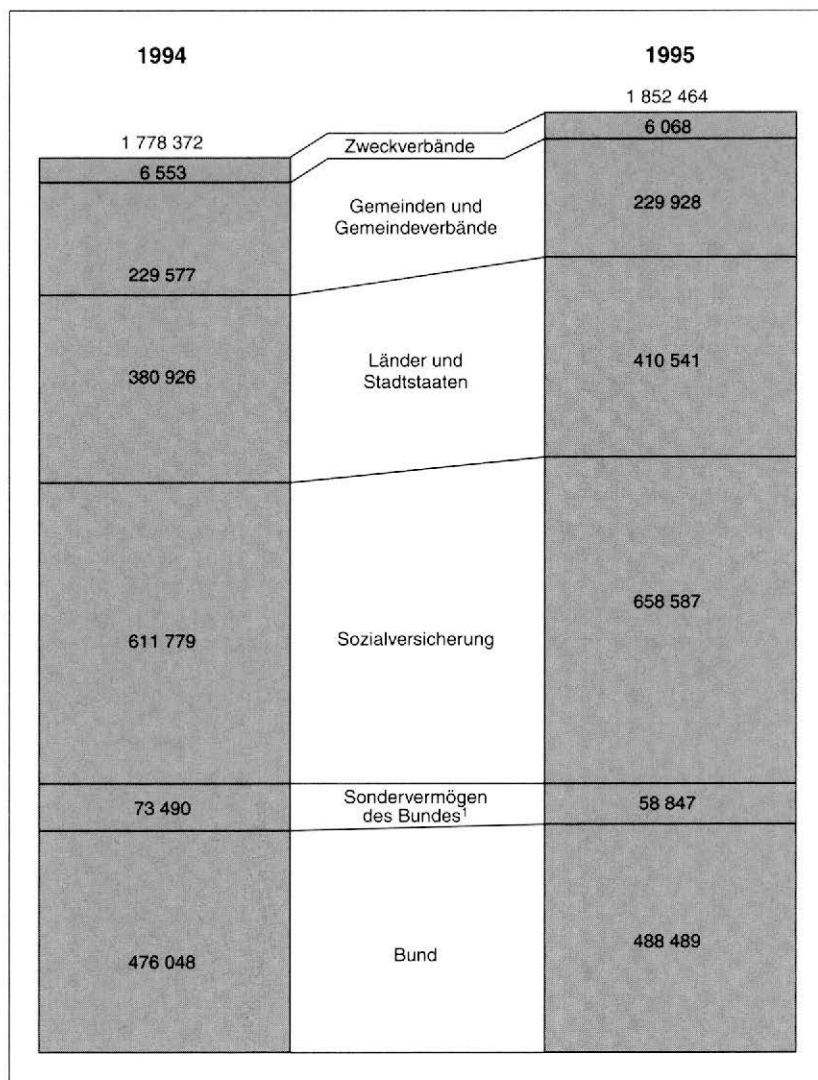 1994
1995
1 778 372
1 852 464
Zweckverbände
6 553
6 068
Gemeinden und
Gemeindeverbände
229 577
229 928
Länder und
Stadtstaaten
380 926
410 541
Sozialversicherung
611 779
658 587
Sondervermögen
des Bundes¹
73 490
58 847
Bund
476 048
488 489